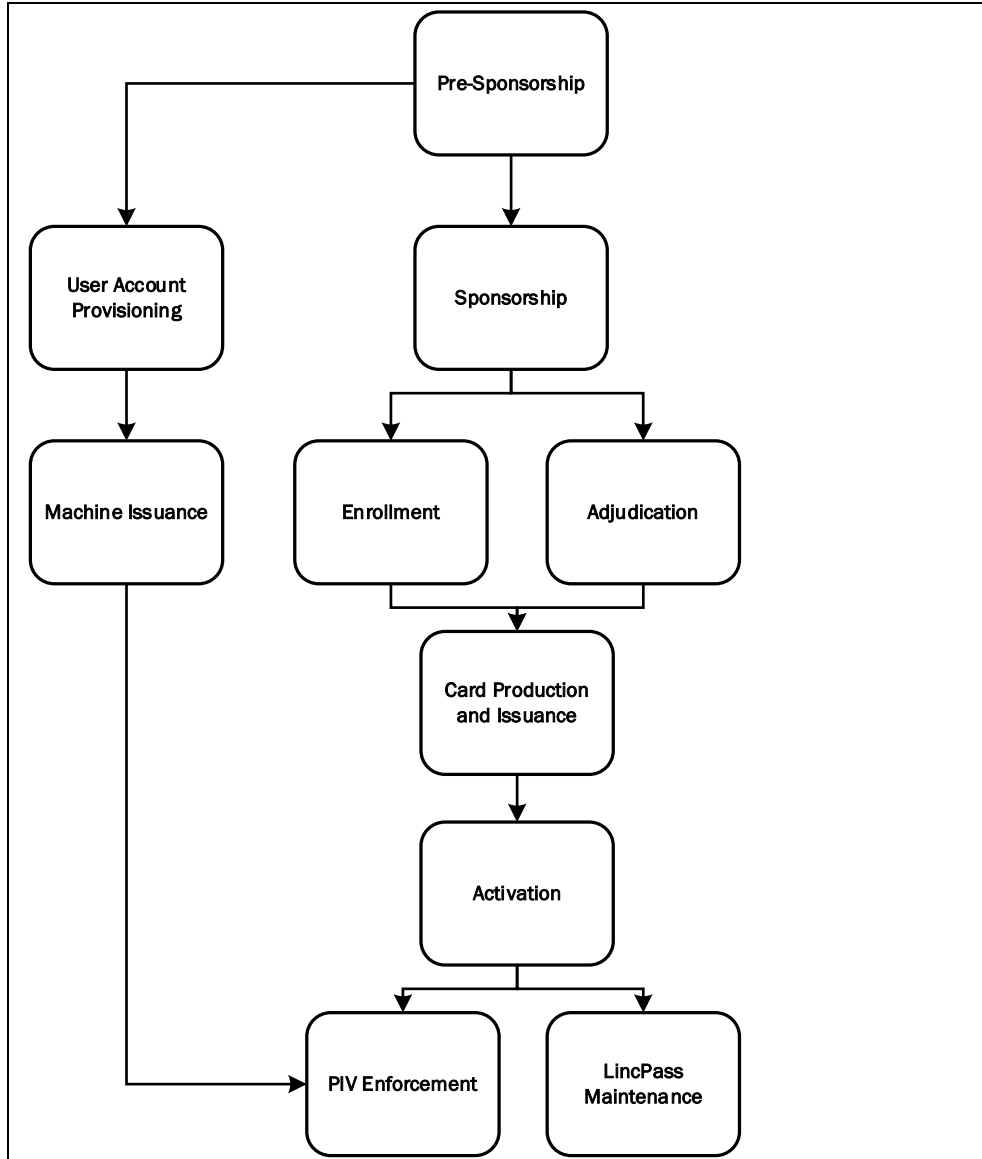 Pre-Sponsorship
User Account
Provisioning
Sponsorship
Machine Issuance
Enrollment
Adjudication
Card Production
and Issuance
Activation
PIV Enforcement
LincPass
Maintenance